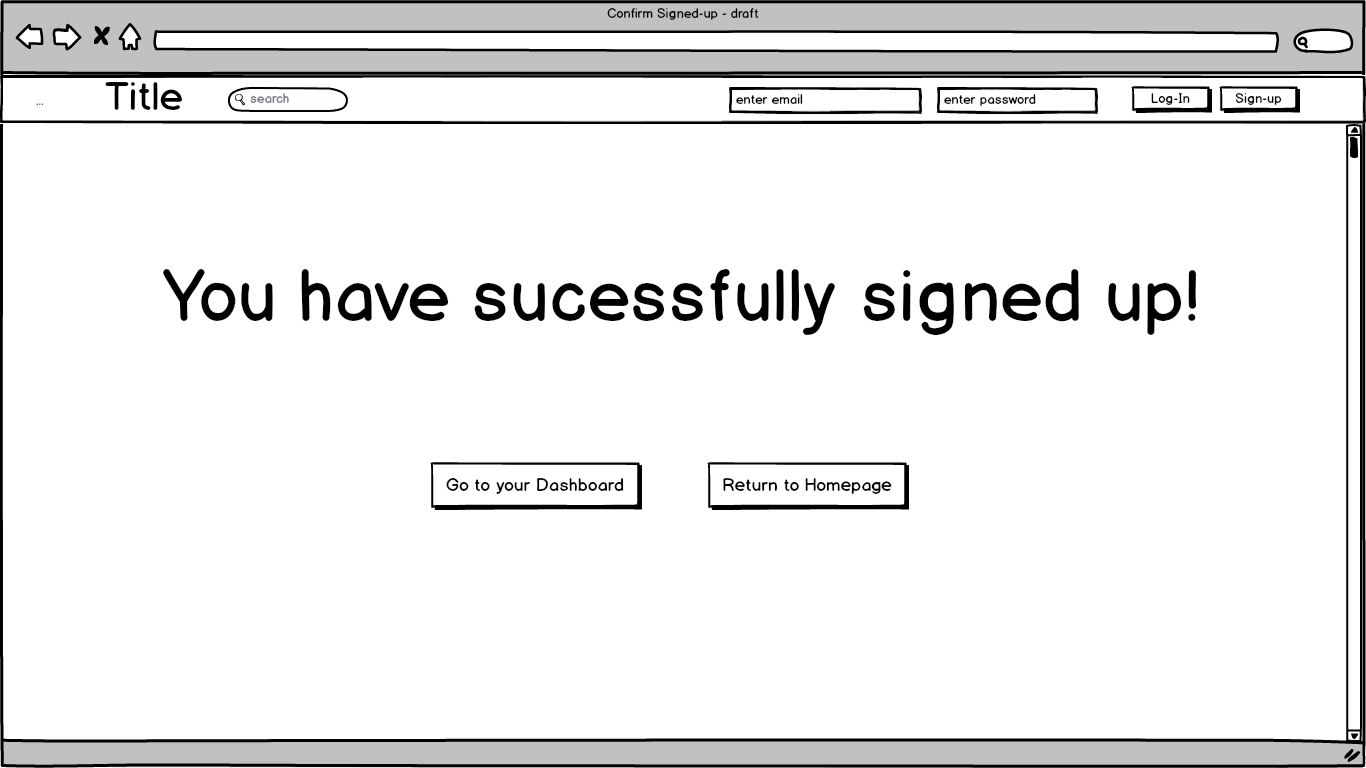 Confirm Signed-up - draft
... Title search enter email enter password Log-In Sign-up
You have sucessfully signed up!
Go to your Dashboard Return to Homepage